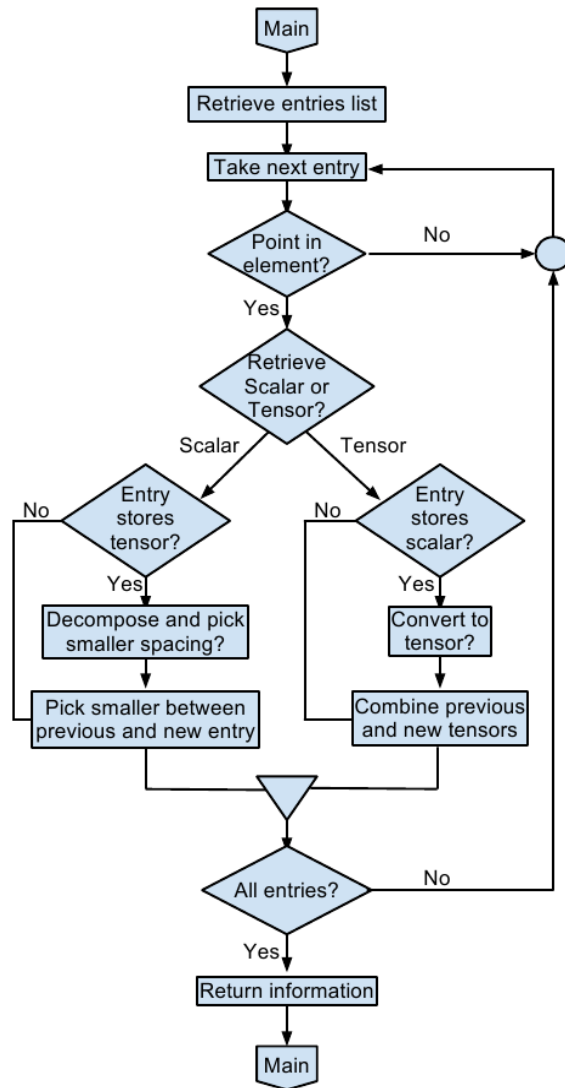 Main
Retrieve entries list
Take next entry
Point in
element?
No
Yes
Retrieve
Scalar or
Tensor?
Scalar
Tensor
No
Entry
stores
tensor?
No
Entry
stores
scalar?
Yes
Yes
Decompose and pick
smaller spacing?
Convert to
tensor?
Pick smaller between
previous and new entry
Combine previous
and new tensors
All entries?
No
Yes
Return information
Main